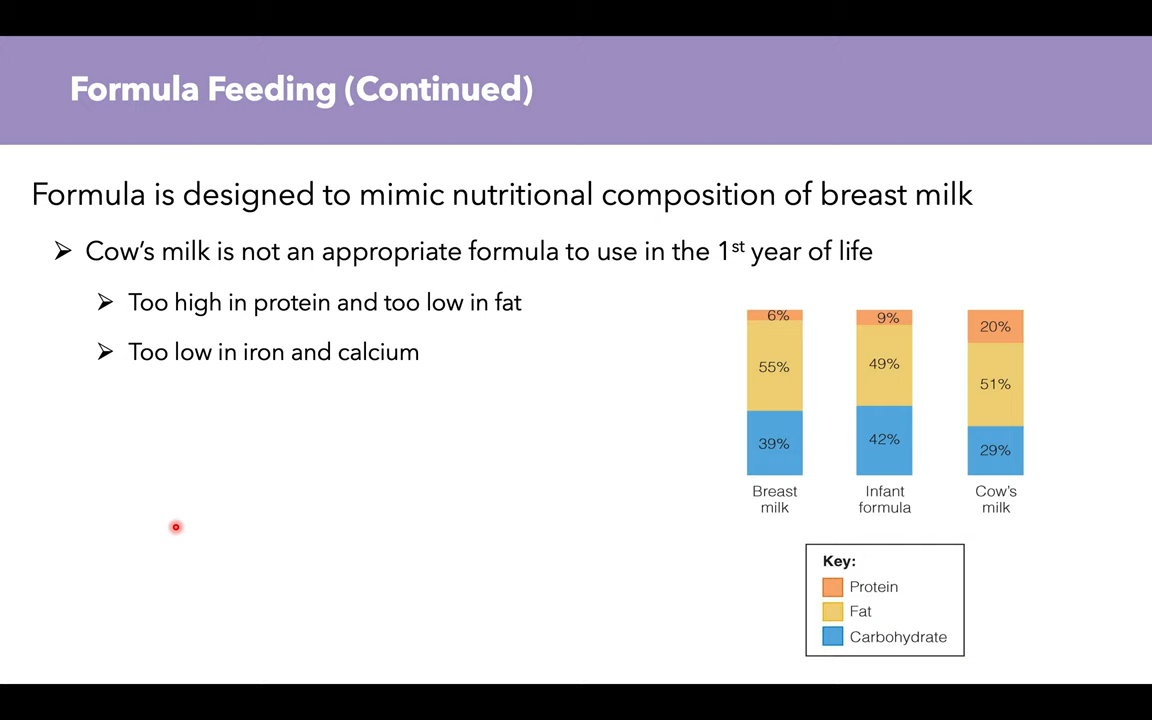 Formula Feeding (Continued)
Formula is designed to mimic nutritional composition of breast milk
Cow's milk is not an appropriate formula to use in the 1st year of life
Too high in protein and too low in fat
Too low in iron and calcium
6% 9% 20%
55% 49% 51%
39% 42% 29%
Breast milk
Infant formula
Cow's milk
Key:
Protein
Fat
Carbohydrate